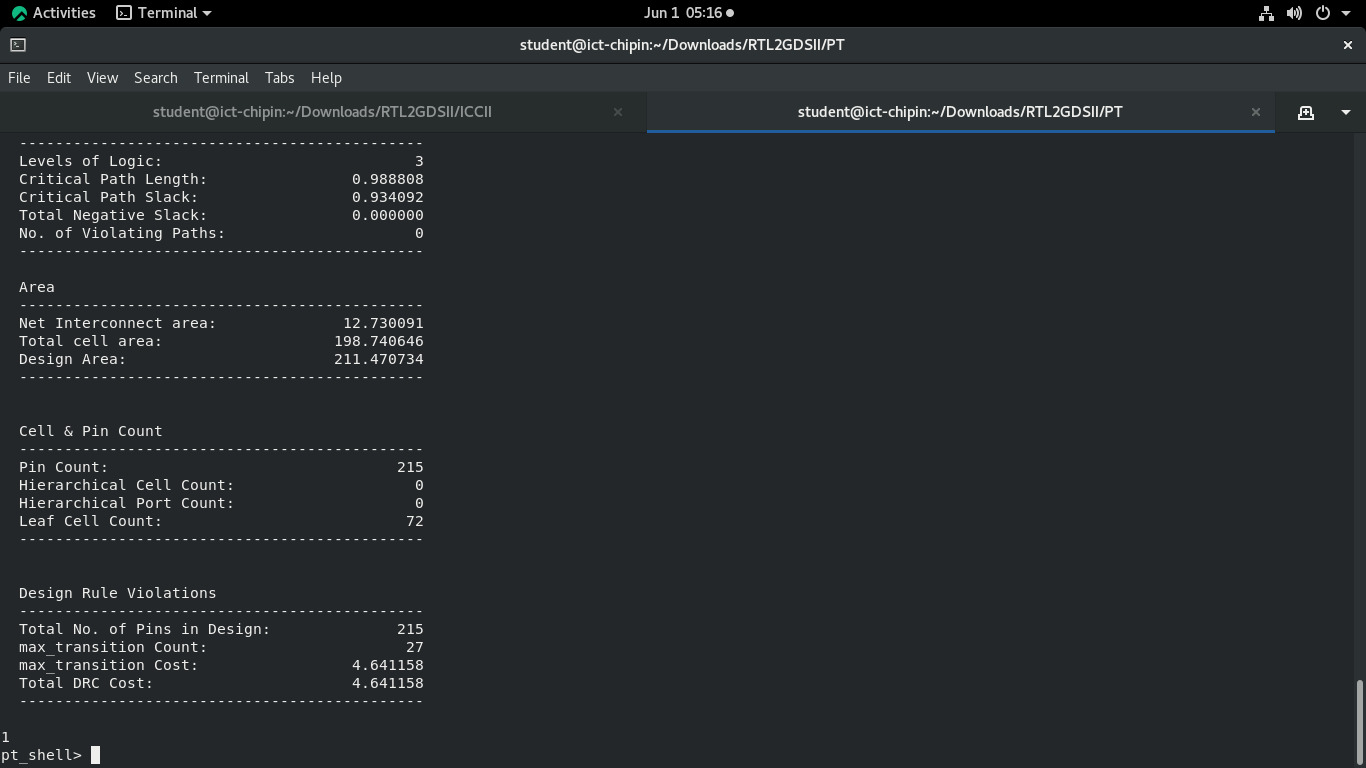 Activities Terminal Jun 1 05:16
student@ict-chipin:~/Downloads/RTL2GDSII/PT
File Edit View Search Terminal Tabs Help
student@ict-chipin:~/Downloads/RTL2GDSII/ICCII student@ict-chipin:~/Downloads/RTL2GDSII/PT
---------------------------------------------
Levels of Logic: 3
Critical Path Length: 0.988808
Critical Path Slack: 0.934092
Total Negative Slack: 0.000000
No. of Violating Paths: 0
---------------------------------------------
Area
---------------------------------------------
Net Interconnect area: 12.730091
Total cell area: 198.740646
Design Area: 211.470734
---------------------------------------------
Cell & Pin Count
---------------------------------------------
Pin Count: 215
Hierarchical Cell Count: 0
Hierarchical Port Count: 0
Leaf Cell Count: 72
---------------------------------------------
Design Rule Violations
---------------------------------------------
Total No. of Pins in Design: 215
max_transition Count: 27
max_transition Cost: 4.641158
Total DRC Cost: 4.641158
---------------------------------------------
1
pt_shell>